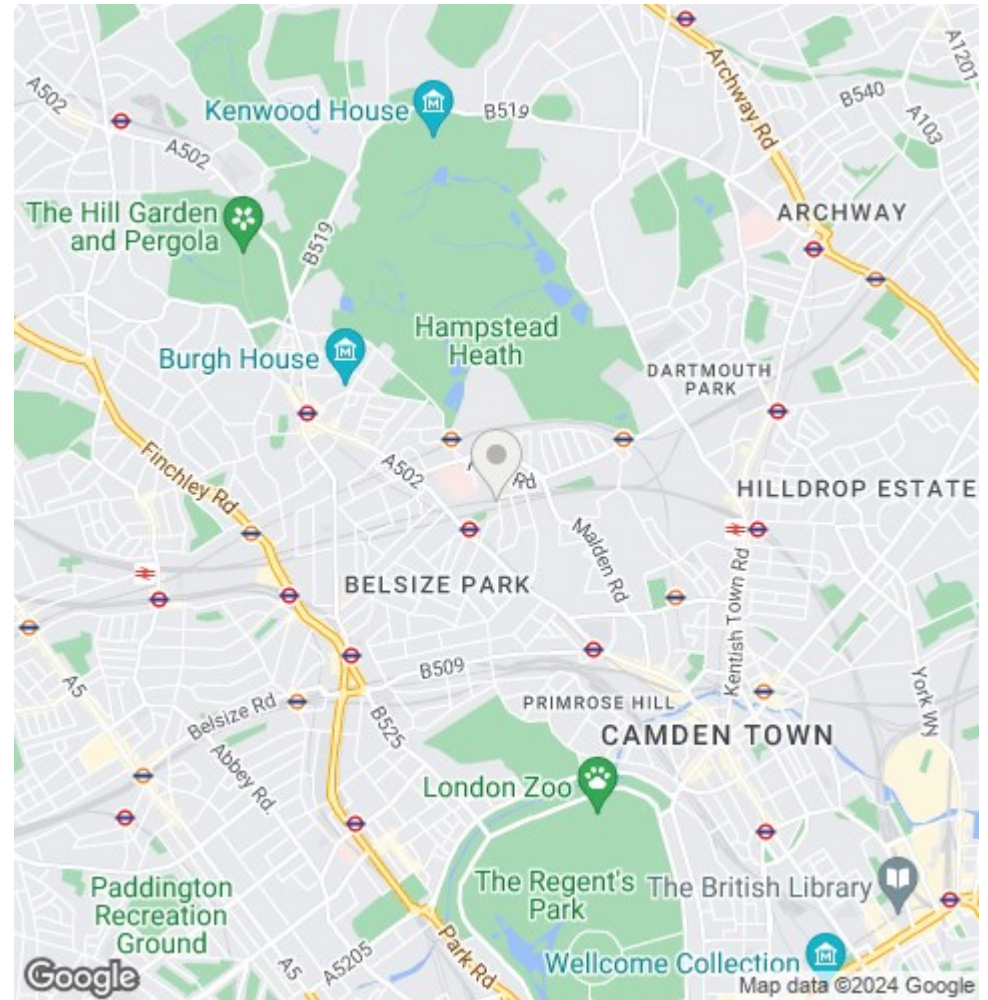 A1201
A502
Archway Rd
B540
A103
Kenwood House
B519
A502
The Hill Garden
and Pergola
B519
ARCHWAY
Hampstead
Heath
Burgh House
DARTMOUTH
PARK
A502
Rd
Finchley Rd
HILLDROP ESTATE
Malden Rd
BELSIZE PARK
Kentish Town Rd
B509
A5
York WN
PRIMROSE HILL
Belsize Rd
B525
CAMDEN TOWN
Abbey Rd.
London Zoo
The Regent's
Park
The British Library
Paddington
Recreation
Ground
Park Rd
A5205
A5
Wellcome Collection
Google
Map data ©2024 Google